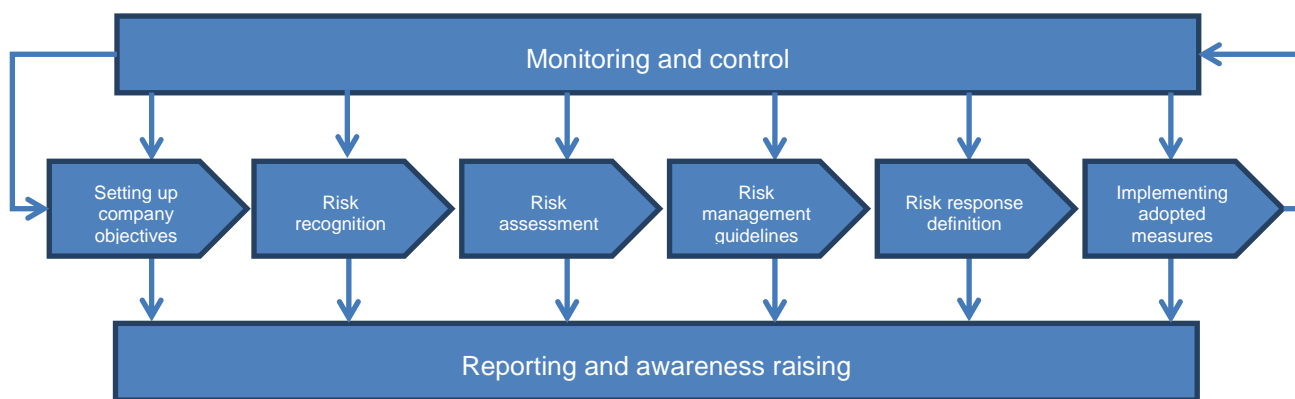 Monitoring and control
Setting up
company
objectives
Risk
recognition
Risk
assessment
Risk
management
guidelines
Risk response
definition
Implementing
adopted
measures
Reporting and awareness raising